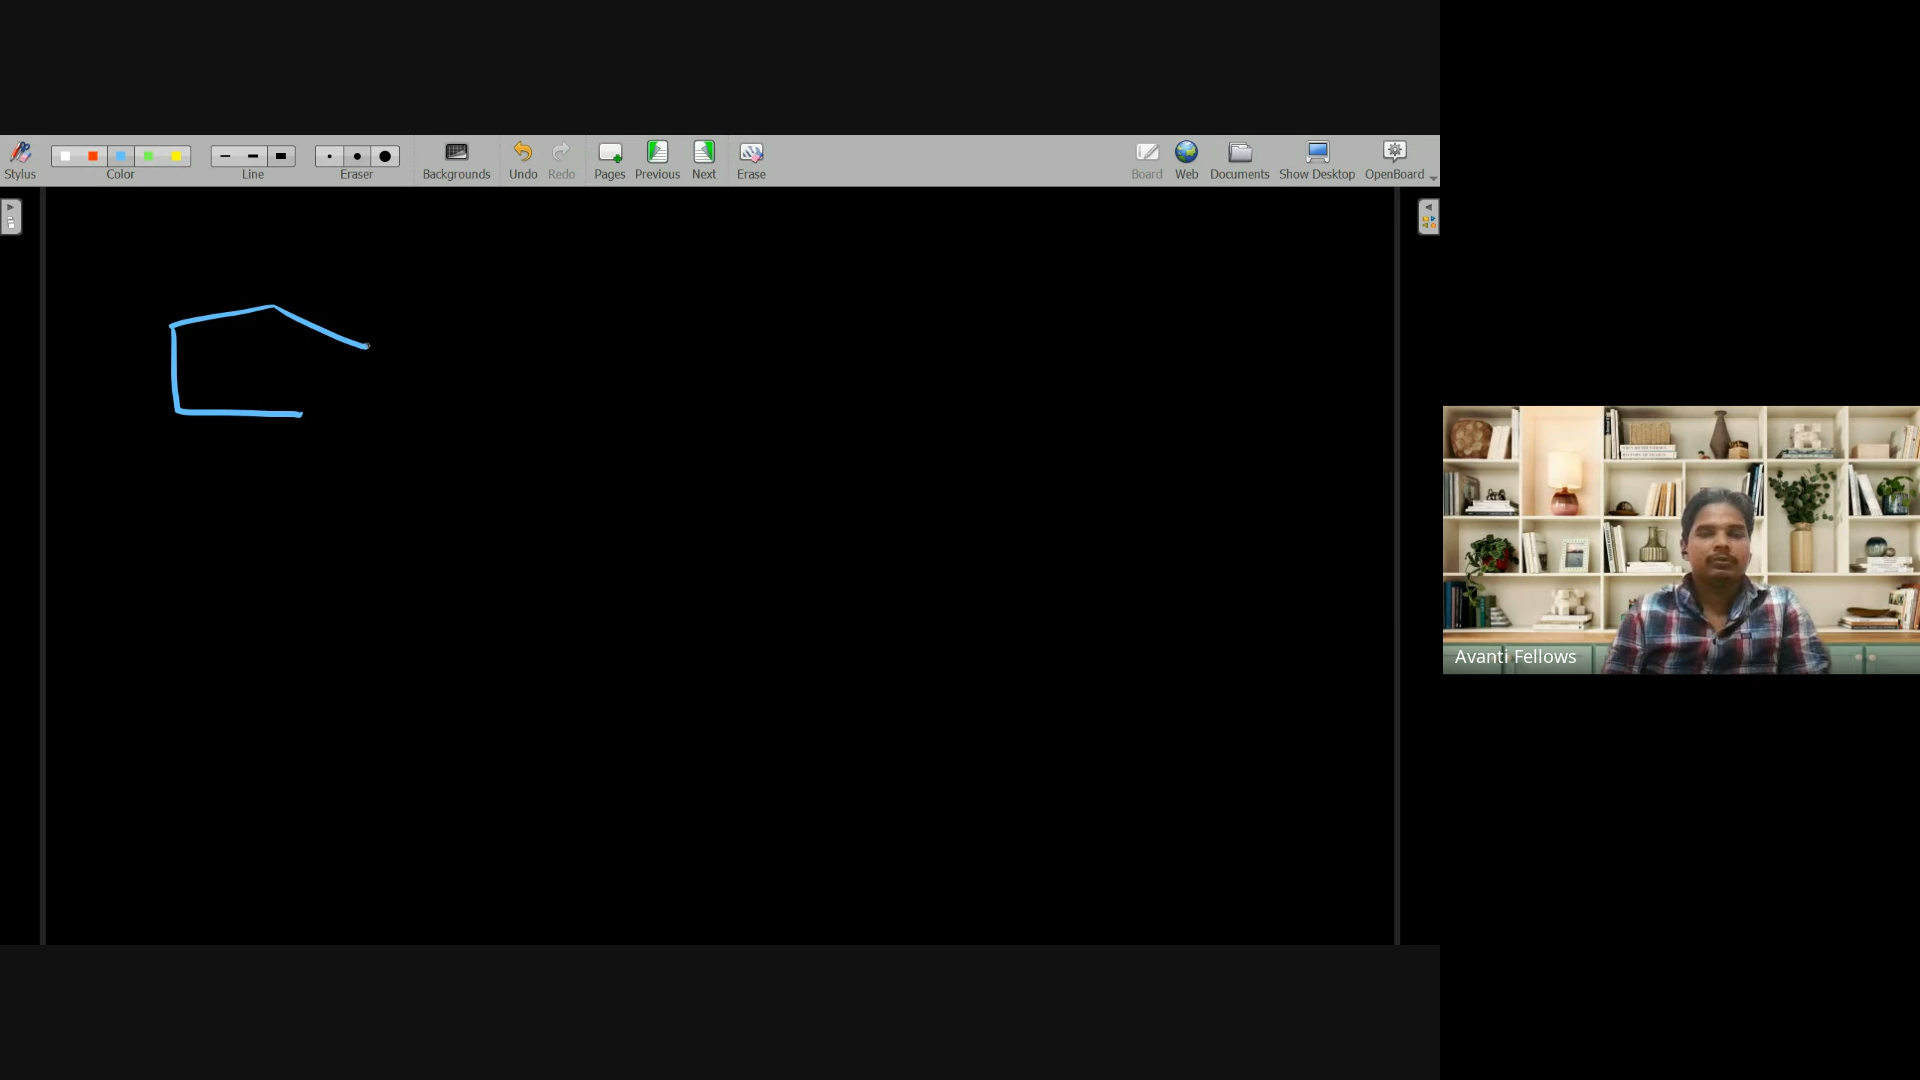 Stylus
Color
Line
Eraser
Backgrounds
Undo
Redo
Pages
Previous
Next
Erase
Board
Web
Documents
Show Desktop
OpenBoard
Avanti Fellows